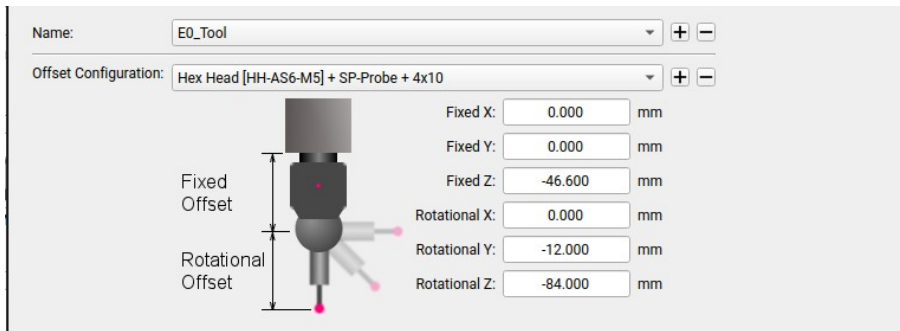 Name: E0_Tool
Offset Configuration: Hex Head [HH-AS6-M5] + SP-Probe + 4x10
Fixed X: 0.000 mm
Fixed Y: 0.000 mm
Fixed Z: -46.600 mm
Rotational X: 0.000 mm
Rotational Y: -12.000 mm
Rotational Z: -84.000 mm
Fixed
Offset
Rotational
Offset